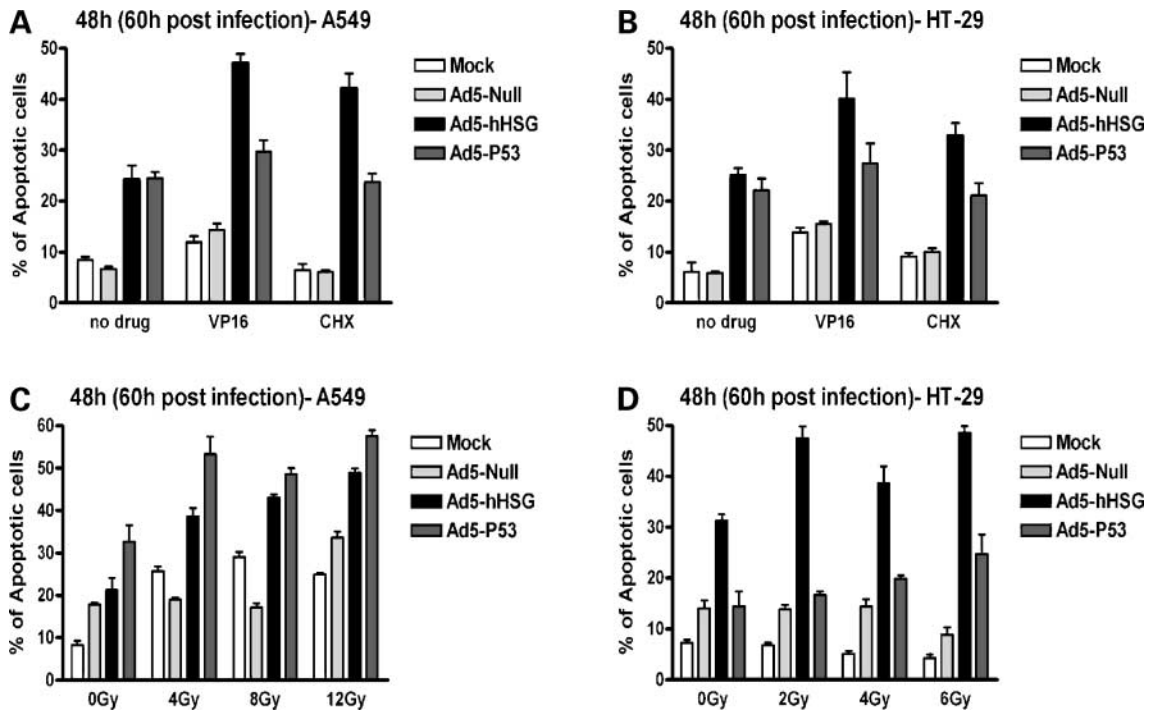 A 48h (60h post infection)- A549
% of Apoptotic cells
50
40
30
20
10
0
no drug VP16 CHX
Mock
Ad5-Null
Ad5-hHSG
Ad5-P53
B 48h (60h post infection)- HT-29
% of Apoptotic cells
50
40
30
20
10
0
no drug VP16 CHX
Mock
Ad5-Null
Ad5-hHSG
Ad5-P53
C 48h (60h post infection)- A549
% of Apoptotic cells
60
50
40
30
20
10
0
0Gy 4Gy 8Gy 12Gy
Mock
Ad5-Null
Ad5-hHSG
Ad5-P53
D 48h (60h post infection)- HT-29
% of Apoptotic cells
50
40
30
20
10
0
0Gy 2Gy 4Gy 6Gy
Mock
Ad5-Null
Ad5-hHSG
Ad5-P53